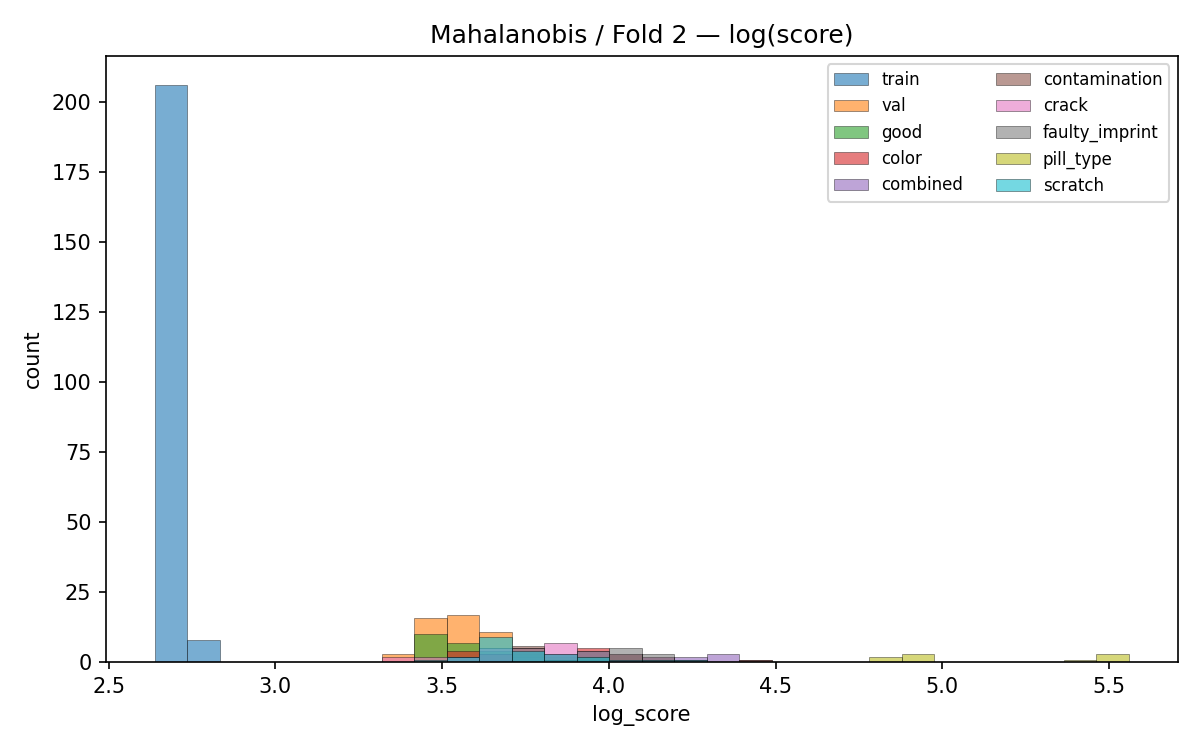 Mahalanobis / Fold 2 — log(score)
train
val
good
color
combined
contamination
crack
faulty_imprint
pill_type
scratch
count
200
175
150
125
100
75
50
25
0
2.5 3.0 3.5 4.0 4.5 5.0 5.5
log_score